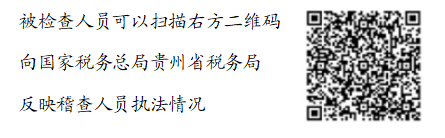 被检查人员可以扫描右方二维码
向国家税务总局贵州省税务局
反映稽查人员执法情况